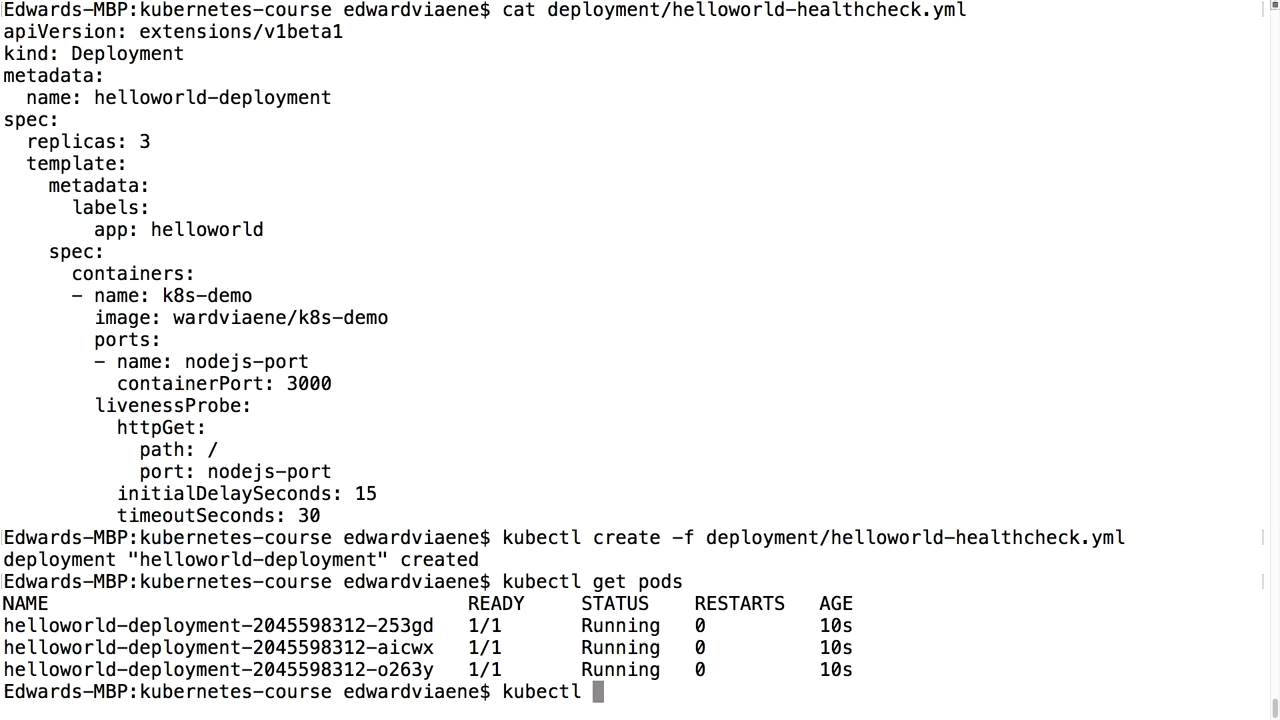 Edwards-MBP:kubernetes-course edwardviaene$ cat deployment/helloworld-healthcheck.yml
apiVersion: extensions/v1beta1
kind: Deployment
metadata:
  name: helloworld-deployment
spec:
  replicas: 3
  template:
    metadata:
      labels:
        app: helloworld
    spec:
      containers:
      - name: k8s-demo
        image: wardviaene/k8s-demo
        ports:
        - name: nodejs-port
          containerPort: 3000
        livenessProbe:
          httpGet:
            path: /
            port: nodejs-port
          initialDelaySeconds: 15
          timeoutSeconds: 30
Edwards-MBP:kubernetes-course edwardviaene$ kubectl create -f deployment/helloworld-healthcheck.yml
deployment "helloworld-deployment" created
Edwards-MBP:kubernetes-course edwardviaene$ kubectl get pods
NAME                                     READY     STATUS    RESTARTS   AGE
helloworld-deployment-2045598312-253gd   1/1       Running   0          10s
helloworld-deployment-2045598312-aicwx   1/1       Running   0          10s
helloworld-deployment-2045598312-o263y   1/1       Running   0          10s
Edwards-MBP:kubernetes-course edwardviaene$ kubectl